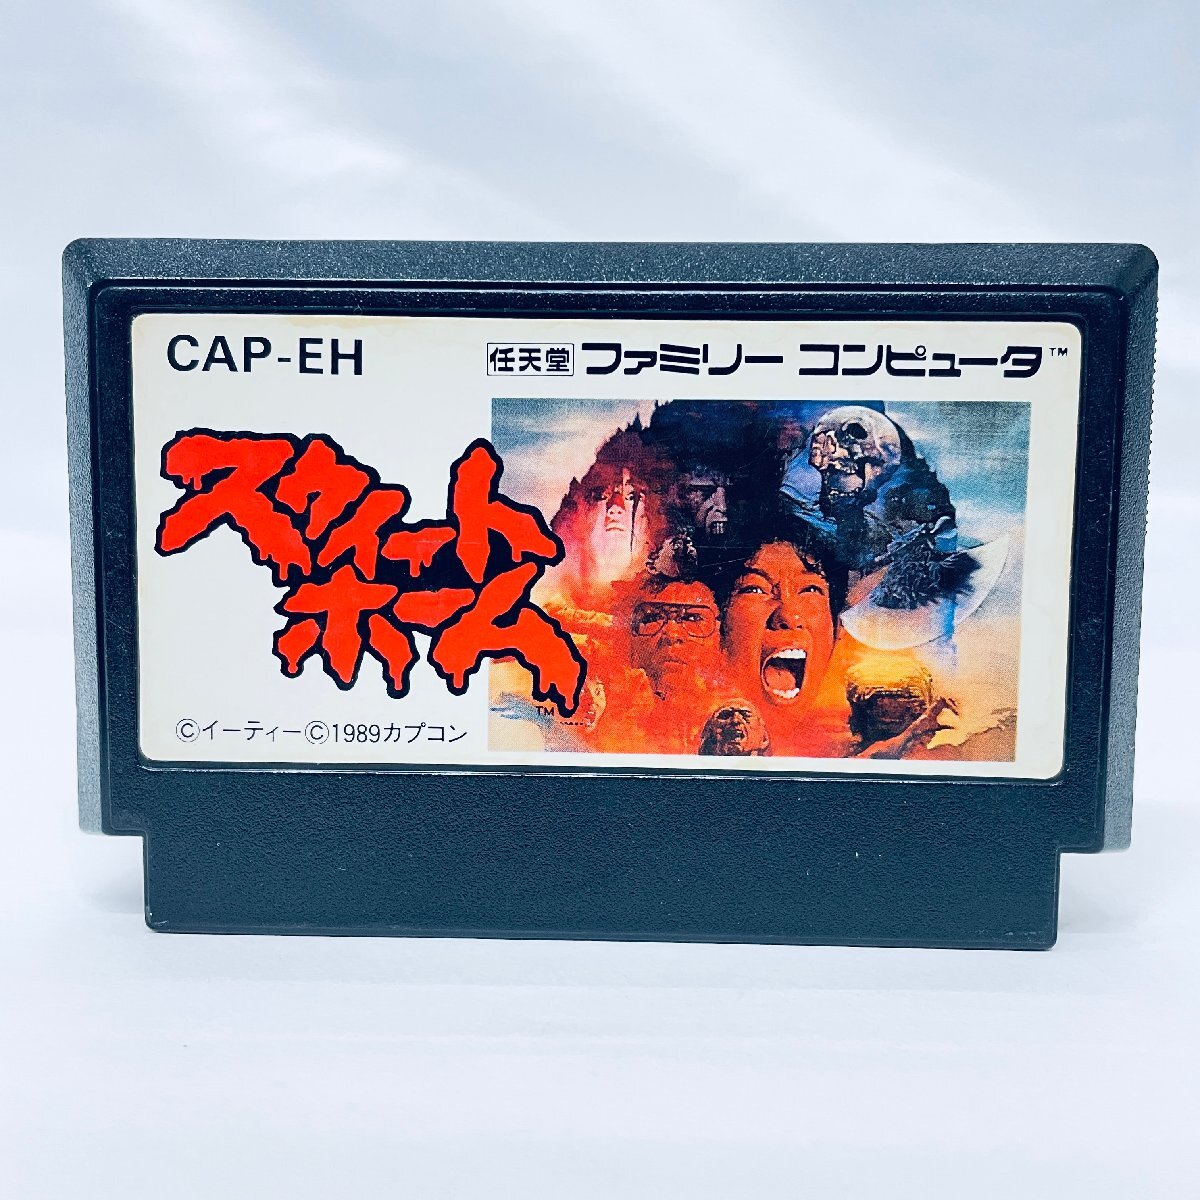 CAP-EH
任天堂 ファミリー コンピュータ™
スウィート
ホーム
™
©イーティー©1989カプコン